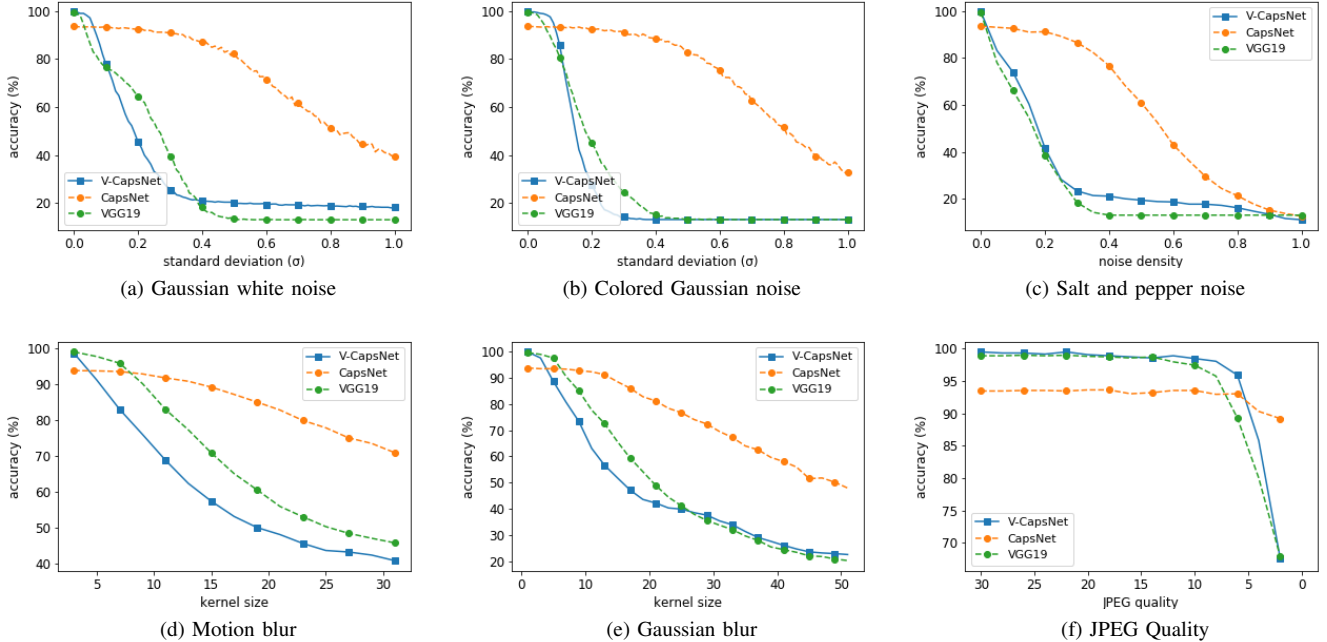 100
80
60
40
20
accuracy (%)
V-CapsNet
CapsNet
VGG19
0.0 0.2 0.4 0.6 0.8 1.0
standard deviation (σ)
(a) Gaussian white noise
100
80
60
40
20
accuracy (%)
V-CapsNet
CapsNet
VGG19
0.0 0.2 0.4 0.6 0.8 1.0
standard deviation (σ)
(b) Colored Gaussian noise
100
80
60
40
20
accuracy (%)
V-CapsNet
CapsNet
VGG19
0.0 0.2 0.4 0.6 0.8 1.0
noise density
(c) Salt and pepper noise
100
90
80
70
60
50
40
accuracy (%)
V-CapsNet
CapsNet
VGG19
5 10 15 20 25 30
kernel size
(d) Motion blur
100
90
80
70
60
50
40
30
20
accuracy (%)
V-CapsNet
CapsNet
VGG19
0 10 20 30 40 50
kernel size
(e) Gaussian blur
100
95
90
85
80
75
70
accuracy (%)
V-CapsNet
CapsNet
VGG19
30 25 20 15 10 5 0
JPEG quality
(f) JPEG Quality